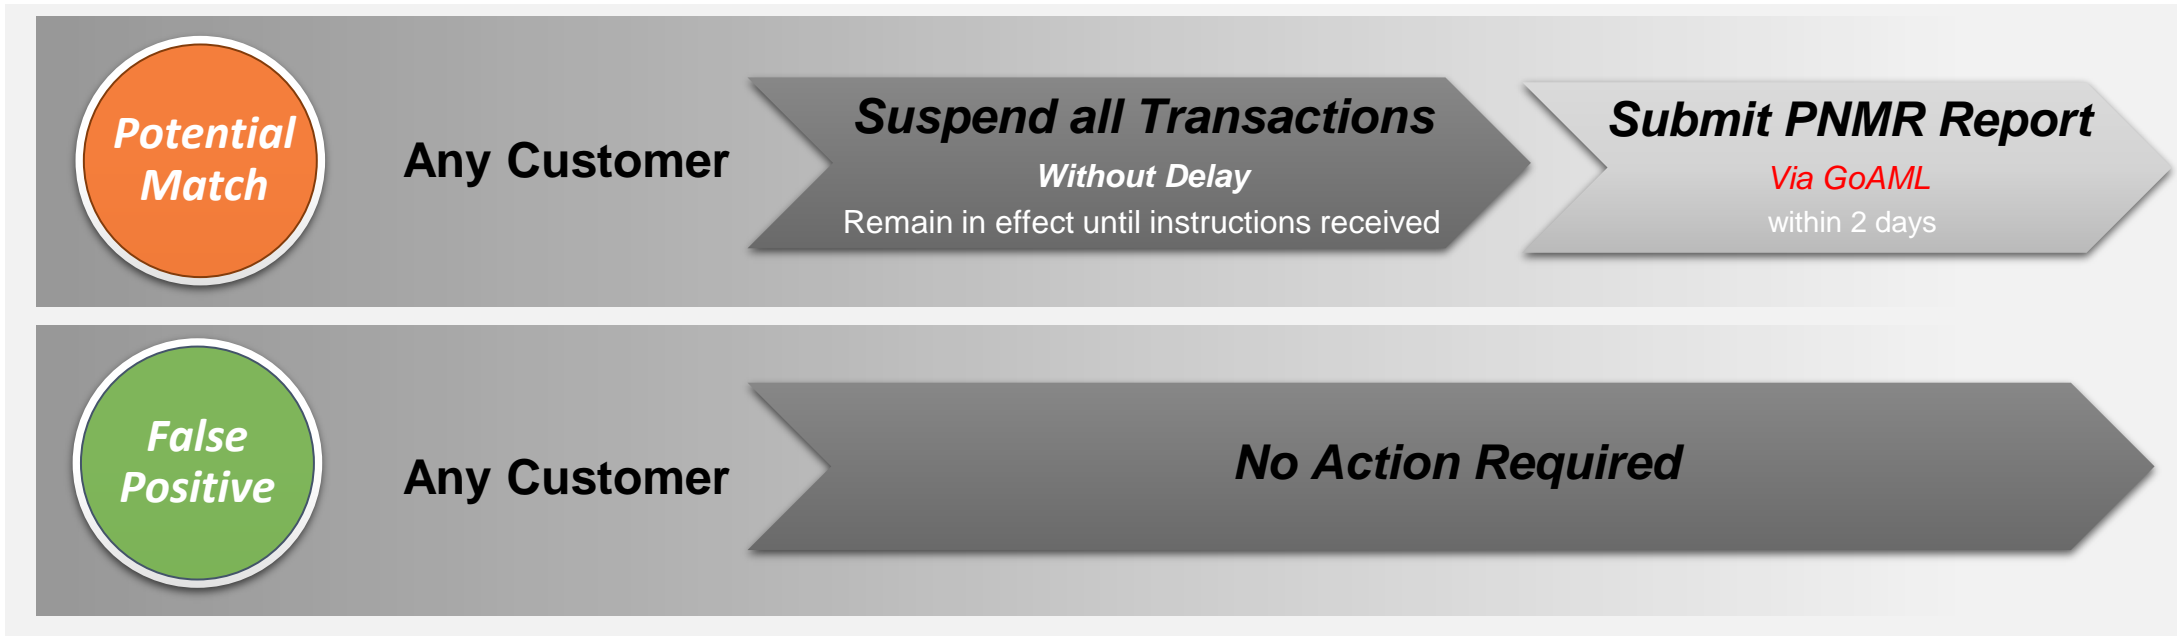 Potential
Match
Any Customer
Suspend all Transactions
Without Delay
Remain in effect until instructions received
Submit PNMR Report
Via GoAML
within 2 days
False
Positive
Any Customer
No Action Required